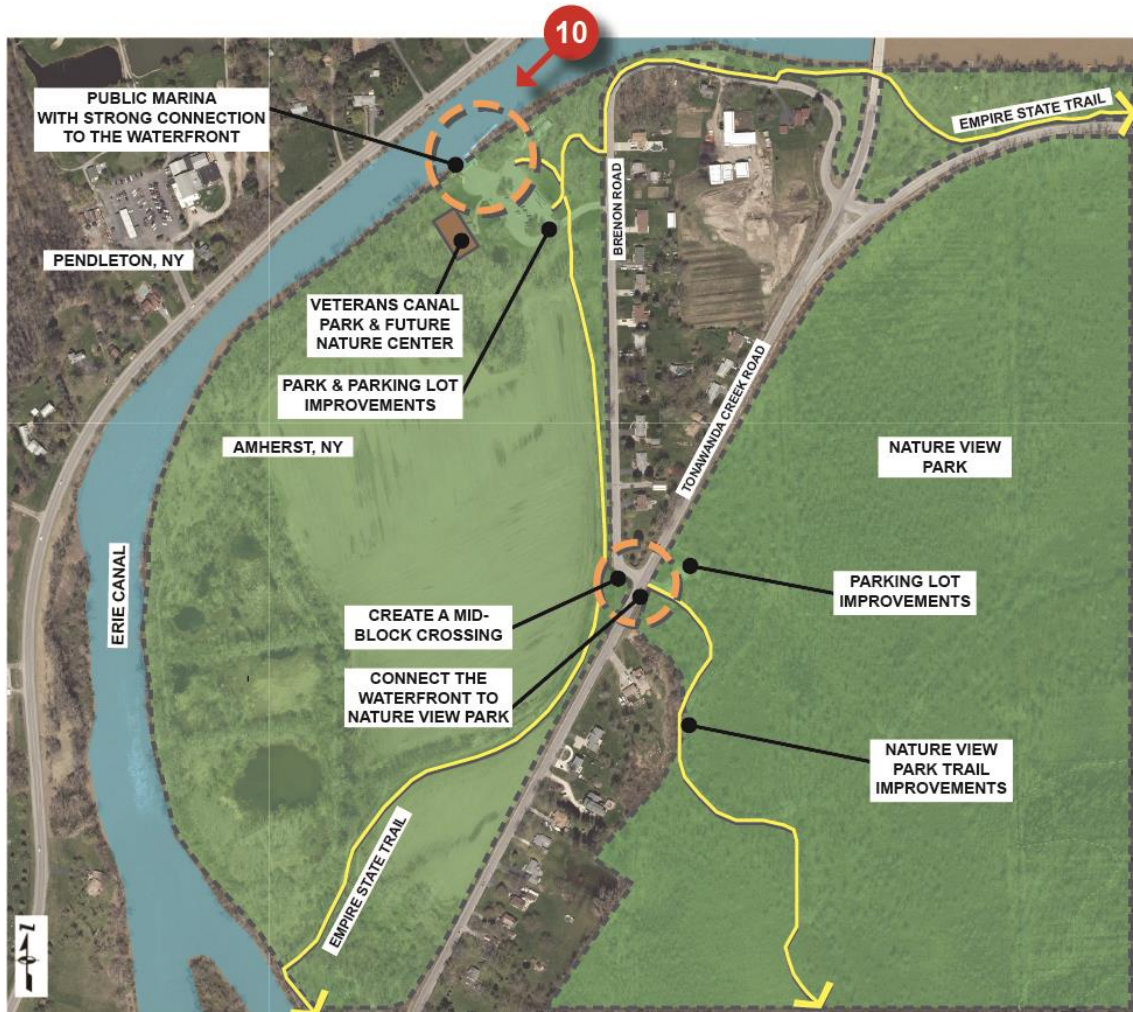 10
PUBLIC MARINA
WITH STRONG CONNECTION
TO THE WATERFRONT
EMPIRE STATE TRAIL
BRENON ROAD
PENDLETON, NY
VETERANS CANAL
PARK & FUTURE
NATURE CENTER
PARK & PARKING LOT
IMPROVEMENTS
TONAWANDA CREEK ROAD
AMHERST, NY
NATURE VIEW
PARK
ERIE CANAL
CREATE A MID-
BLOCK CROSSING
PARKING LOT
IMPROVEMENTS
CONNECT THE
WATERFRONT TO
NATURE VIEW PARK
NATURE VIEW
PARK TRAIL
IMPROVEMENTS
EMPIRE STATE TRAIL
N